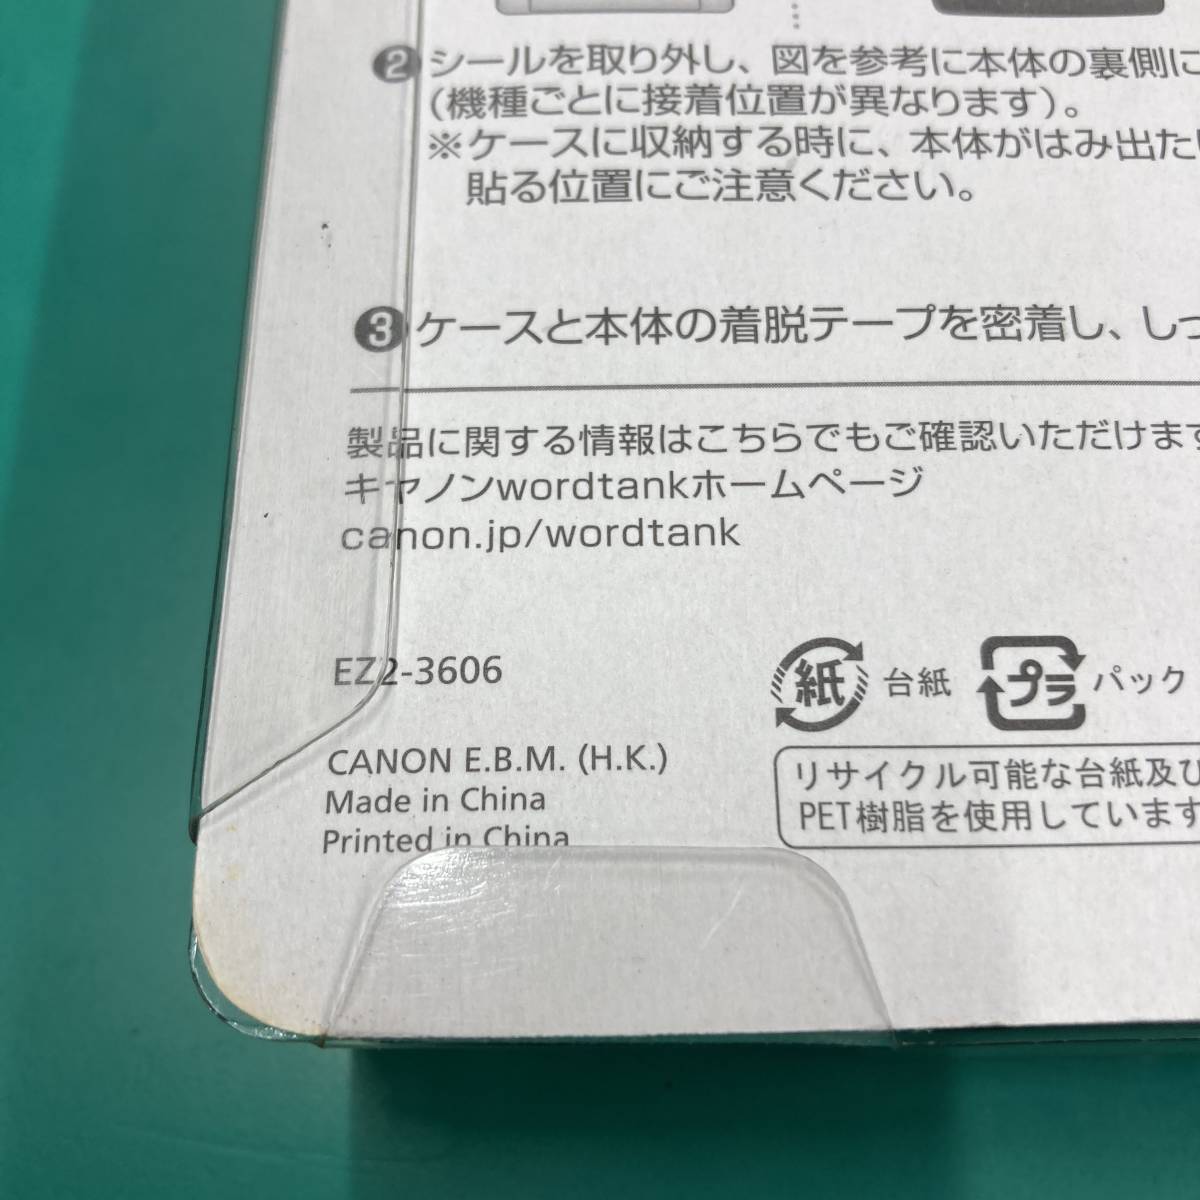 ❷シールを取り外し、図を参考に本体の裏側に
(機種ごとに接着位置が異なります)。
※ケースに収納する時に、本体がはみ出た
貼る位置にご注意ください。
❸ケースと本体の着脱テープを密着し、しっ
製品に関する情報はこちらでもご確認いただけます
キヤノンwordtankホームページ
canon.jp/wordtank
EZ2-3606
紙 台紙 プラ パック
CANON E.B.M. (H.K.)
Made in China
Printed in China
リサイクル可能な台紙及び
PET樹脂を使用しています